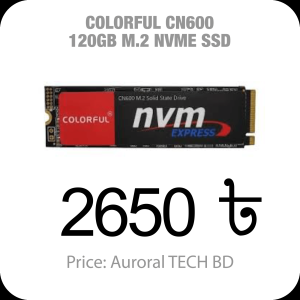 COLORFUL CN600
120GB M.2 NVME SSD
CN600 M.2 Solid State Drive
COLORFUL
nvm
EXPRESS
2650 ৳
Price: Auroral TECH BD